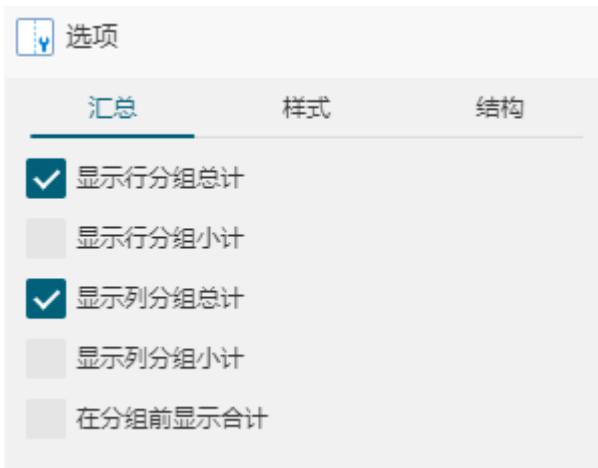 选项
汇总 样式 结构
显示行分组总计
显示行分组小计
显示列分组总计
显示列分组小计
在分组前显示合计